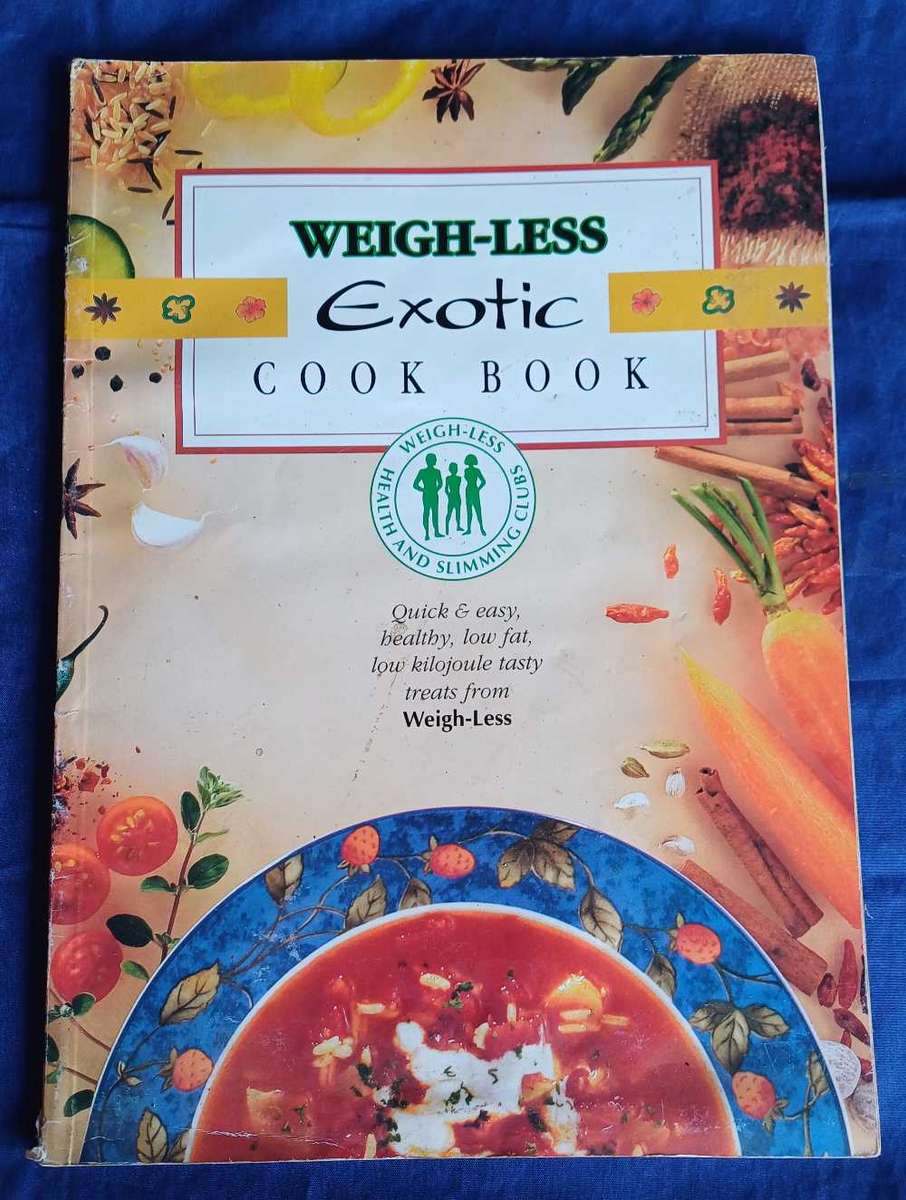 WEIGH-LESS
Exotic
COOK BOOK
WEIGH-LESS
HEALTH AND SLIMMING CLUBS
Quick & easy,
healthy, low fat,
low kilojoule tasty
treats from
Weigh-Less